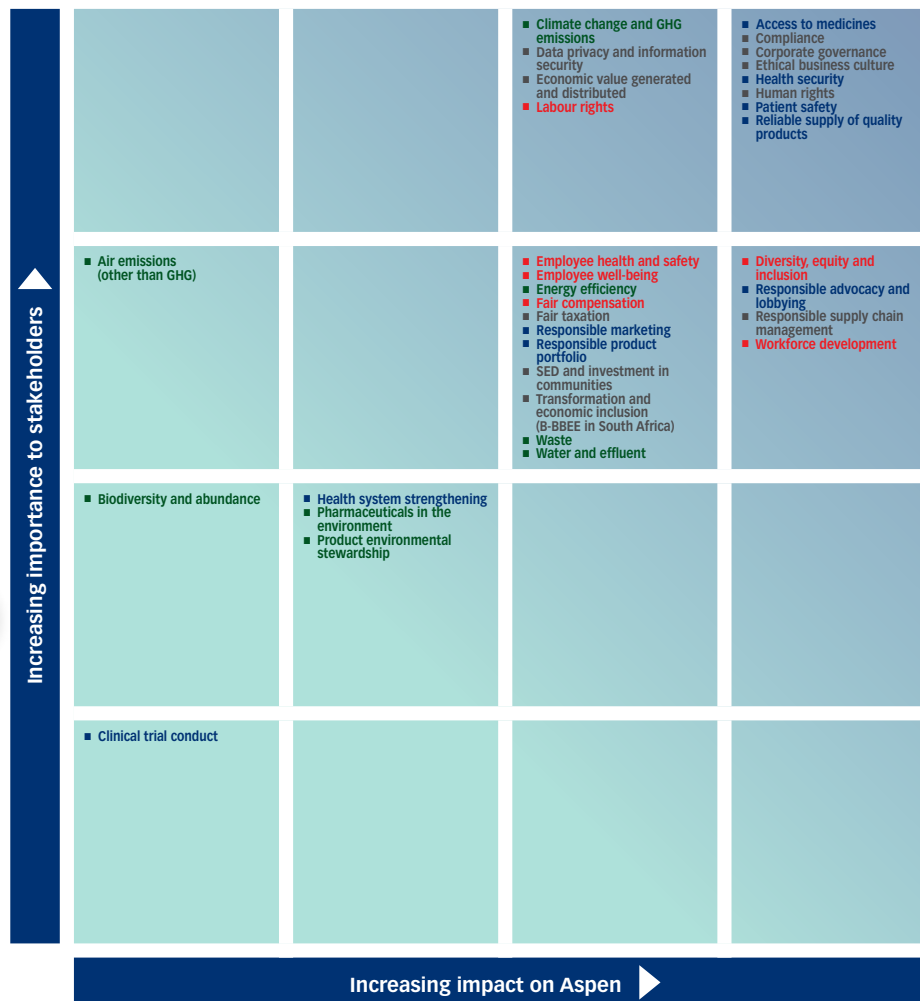 Increasing importance to stakeholders
Climate change and GHG
emissions
Data privacy and information
security
Economic value generated
and distributed
Labour rights
Access to medicines
Compliance
Corporate governance
Ethical business culture
Health security
Human rights
Patient safety
Reliable supply of quality
products
Air emissions
(other than GHG)
Employee health and safety
Employee well-being
Energy efficiency
Fair compensation
Fair taxation
Responsible marketing
Responsible product
portfolio
SED and investment in
communities
Transformation and
economic inclusion
(B-BBEE in South Africa)
Waste
Water and effluent
Diversity, equity and
inclusion
Responsible advocacy and
lobbying
Responsible supply chain
management
Workforce development
Biodiversity and abundance
Health system strengthening
Pharmaceuticals in the
environment
Product environmental
stewardship
Clinical trial conduct
Increasing impact on Aspen